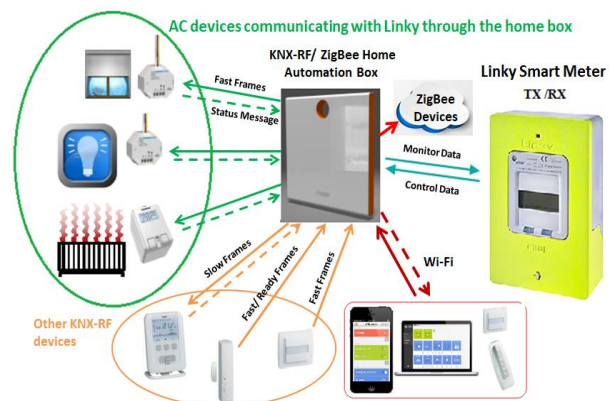 AC devices communicating with Linky through the home box
KNX-RF/ ZigBee Home
Automation Box
Linky Smart Meter
TX /RX
Fast Frames
Status Message
ZigBee
Devices
Monitor Data
Control Data
Linky
Wi-Fi
Slow Frames
Fast/ Ready Frames
Fast Frames
Other KNX-RF
devices